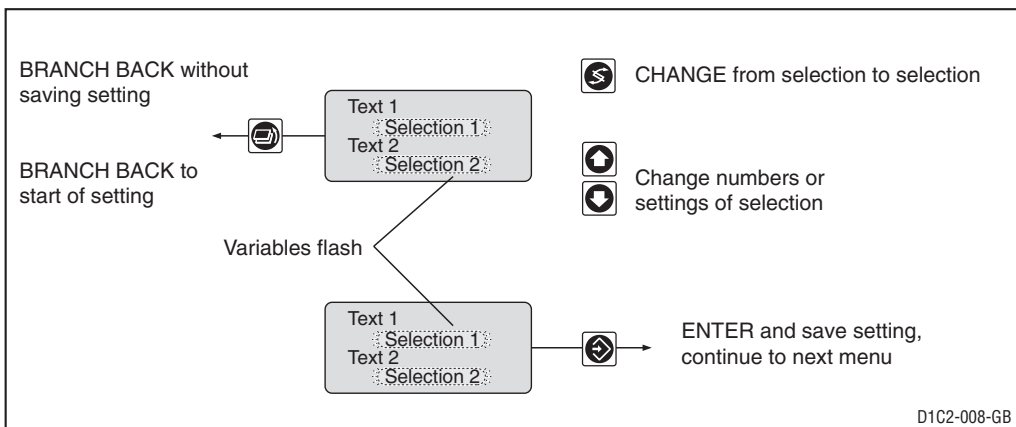 BRANCH BACK without
saving setting
BRANCH BACK to
start of setting
Text 1
Selection 1
Text 2
Selection 2
CHANGE from selection to selection
Change numbers or
settings of selection
Variables flash
Text 1
Selection 1
Text 2
Selection 2
ENTER and save setting,
continue to next menu
D1C2-008-GB